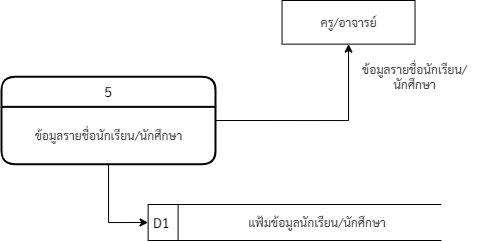 ครู/อาจารย์
ข้อมูลรายชื่อนักเรียน/
นักศึกษา
5
ข้อมูลรายชื่อนักเรียน/นักศึกษา
D1
แฟ้มข้อมูลนักเรียน/นักศึกษา